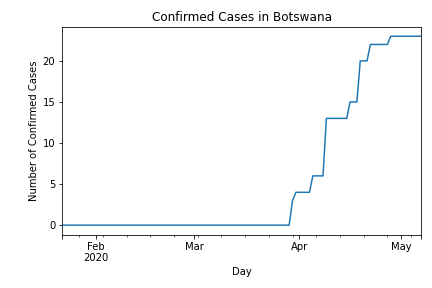 Confirmed Cases in Botswana
Number of Confirmed Cases
20
15
10
5
0
Feb
2020
Mar
Apr
May
Day